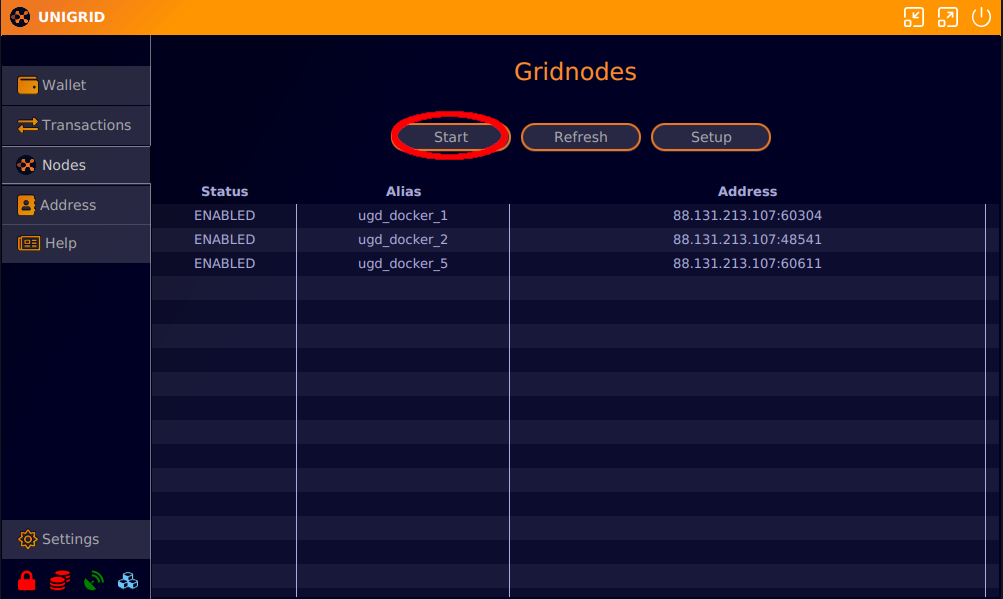 UNIGRID
Wallet
Transactions
Nodes
Address
Help
Settings
Gridnodes
Start Refresh Setup
Status Alias Address
ENABLED ugd_docker_1 88.131.213.107:60304
ENABLED ugd_docker_2 88.131.213.107:48541
ENABLED ugd_docker_5 88.131.213.107:60611